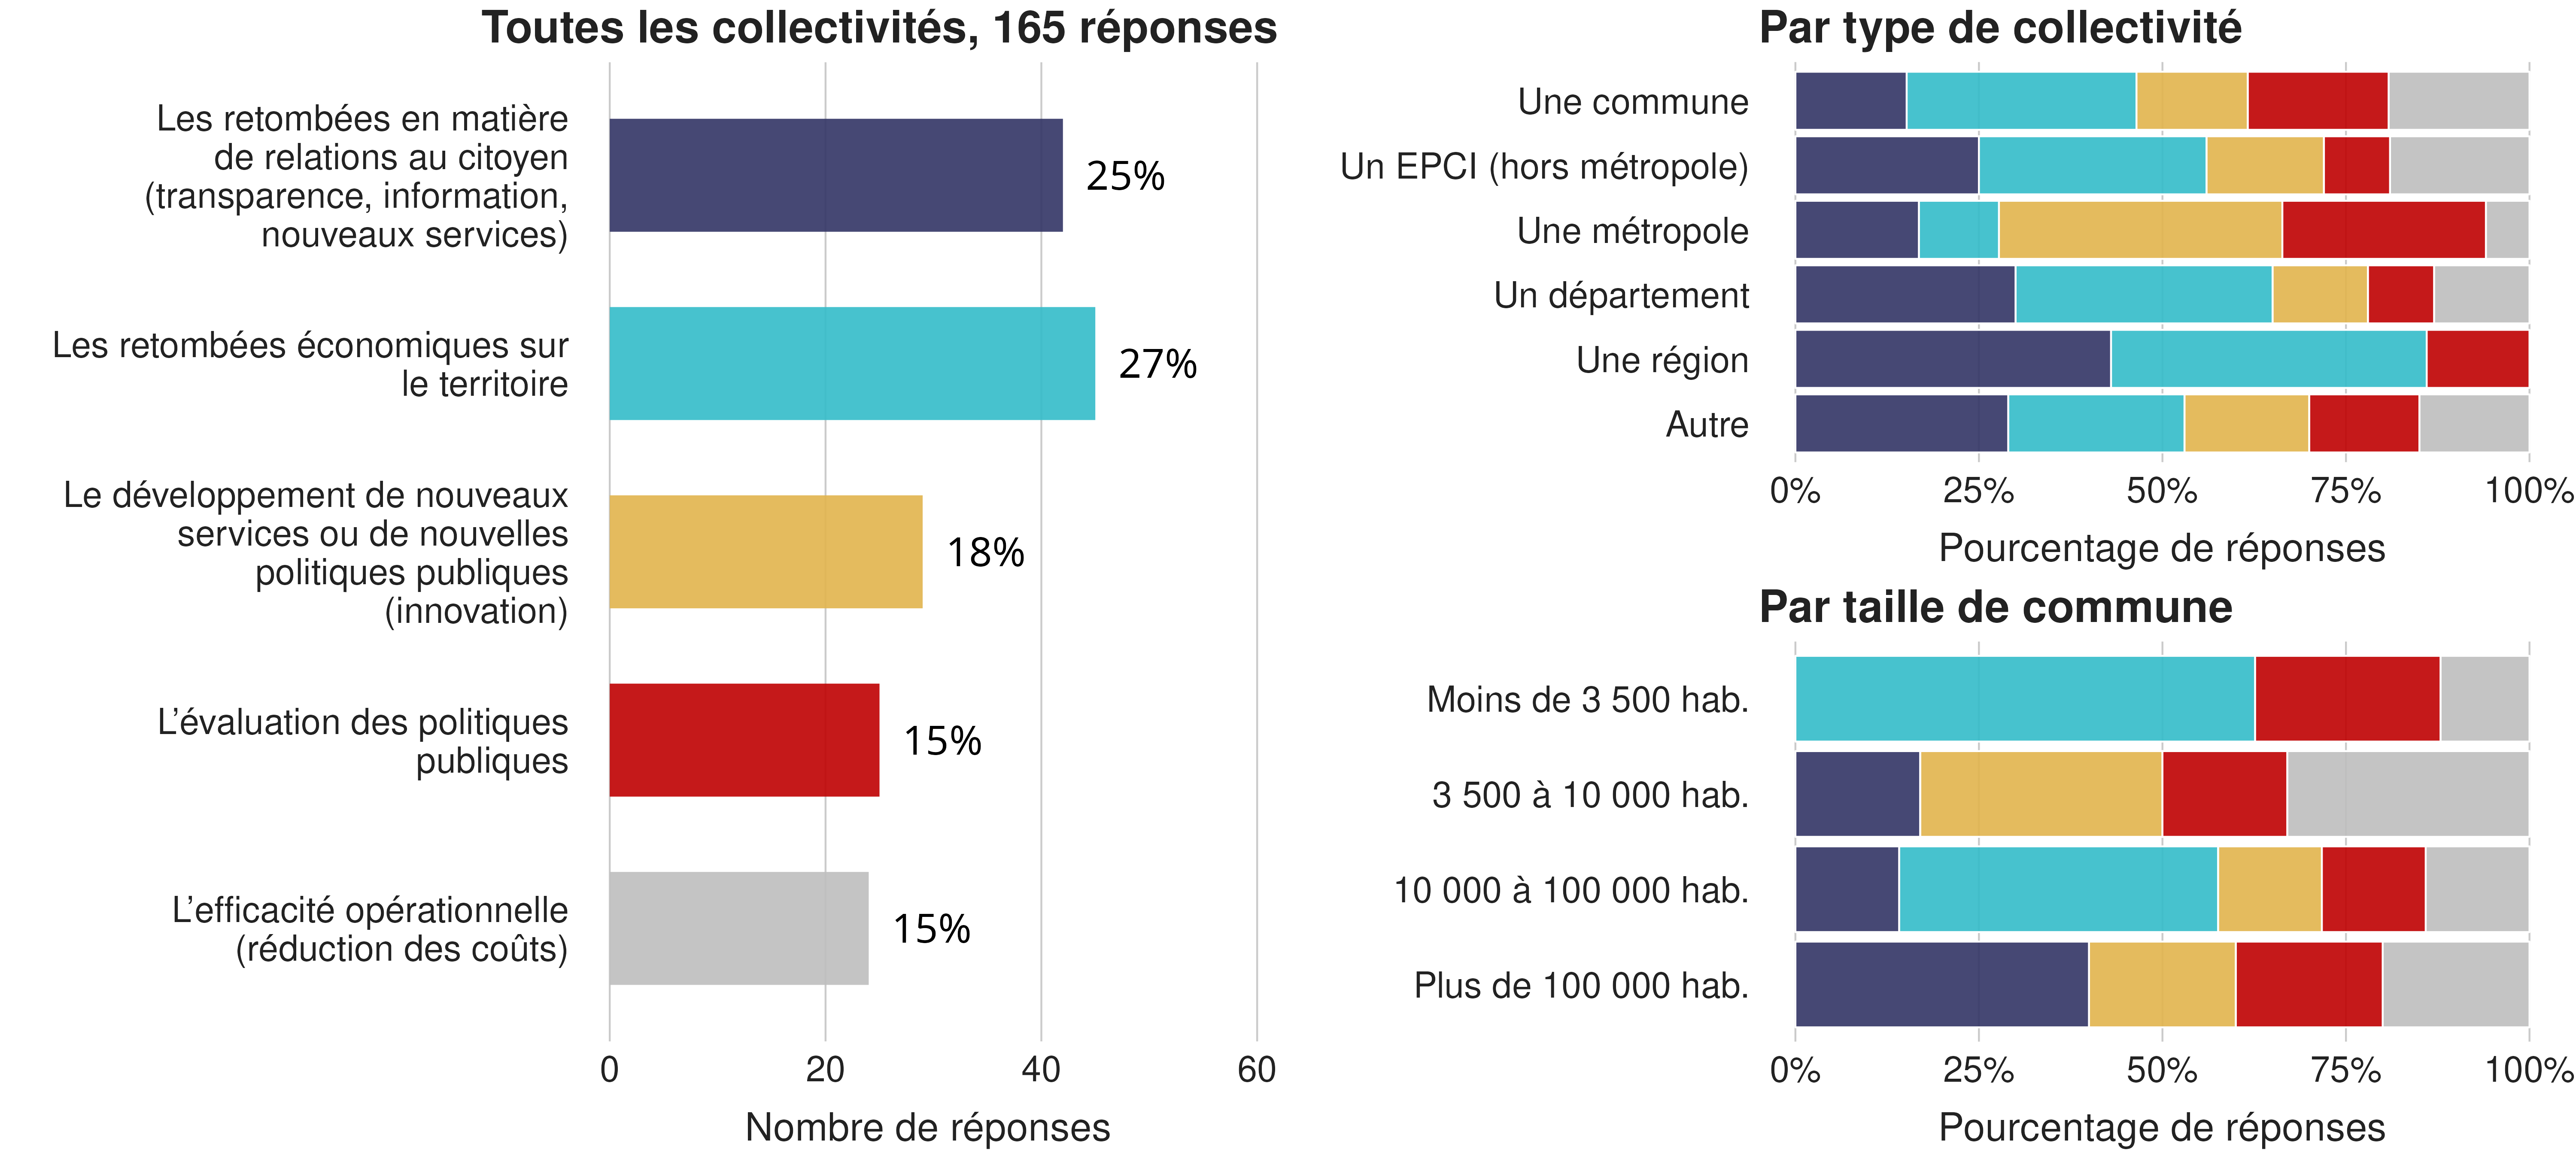 Toutes les collectivités, 165 réponses
Les retombées en matière
de relations au citoyen
(transparence, information,
nouveaux services)
25%
Les retombées économiques sur
le territoire
27%
Le développement de nouveaux
services ou de nouvelles
politiques publiques
(innovation)
18%
L’évaluation des politiques
publiques
15%
L’efficacité opérationnelle
(réduction des coûts)
15%
0 20 40 60
Nombre de réponses
Par type de collectivité
Une commune
Un EPCI (hors métropole)
Une métropole
Un département
Une région
Autre
0% 25% 50% 75% 100%
Pourcentage de réponses
Par taille de commune
Moins de 3 500 hab.
3 500 à 10 000 hab.
10 000 à 100 000 hab.
Plus de 100 000 hab.
0% 25% 50% 75% 100%
Pourcentage de réponses